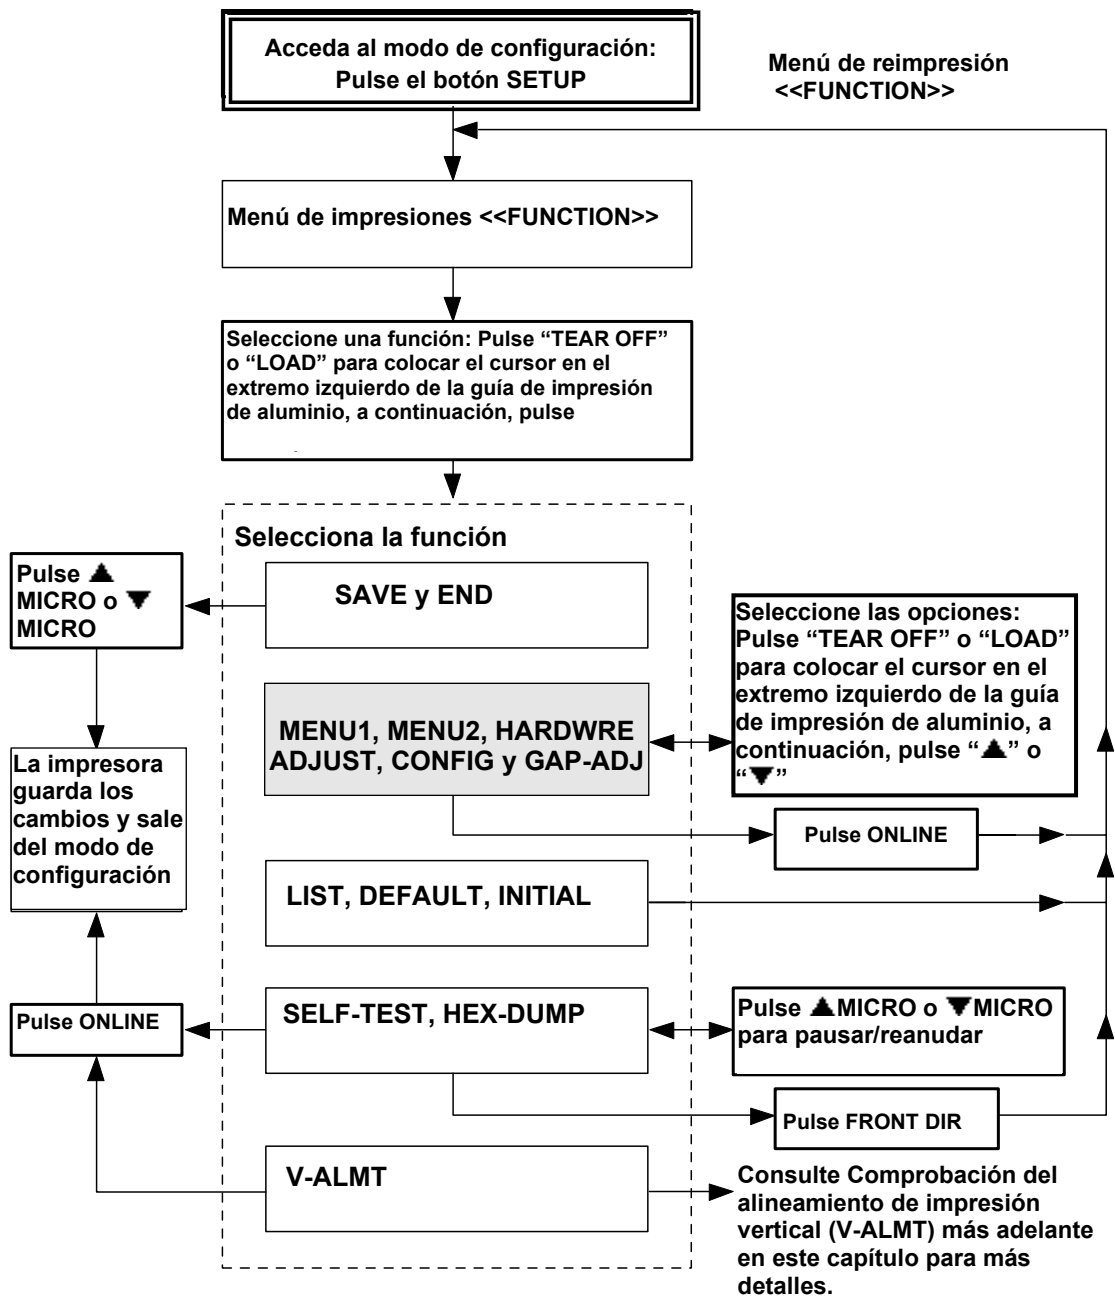 Acceda al modo de configuración:
Pulse el botón SETUP
Menú de reimpresión
<<FUNCTION>>
Menú de impresiones <<FUNCTION>>
Seleccione una función: Pulse “TEAR OFF”
o “LOAD” para colocar el cursor en el
extremo izquierdo de la guía de impresión
de aluminio, a continuación, pulse
Selecciona la función
Pulse ▲
MICRO o ▼
MICRO
SAVE y END
Seleccione las opciones:
Pulse “TEAR OFF” o “LOAD”
para colocar el cursor en el
extremo izquierdo de la guía
de impresión de aluminio, a
continuación, pulse “▲” o
“▼”
MENU1, MENU2, HARDWRE
ADJUST, CONFIG y GAP-ADJ
La impresora
guarda los
cambios y sale
del modo de
configuración
Pulse ONLINE
LIST, DEFAULT, INITIAL
Pulse ONLINE
SELF-TEST, HEX-DUMP
Pulse ▲MICRO o ▼MICRO
para pausar/reanudar
Pulse FRONT DIR
V-ALMT
Consulte Comprobación del
alineamiento de impresión
vertical (V-ALMT) más adelante
en este capítulo para más
detalles.